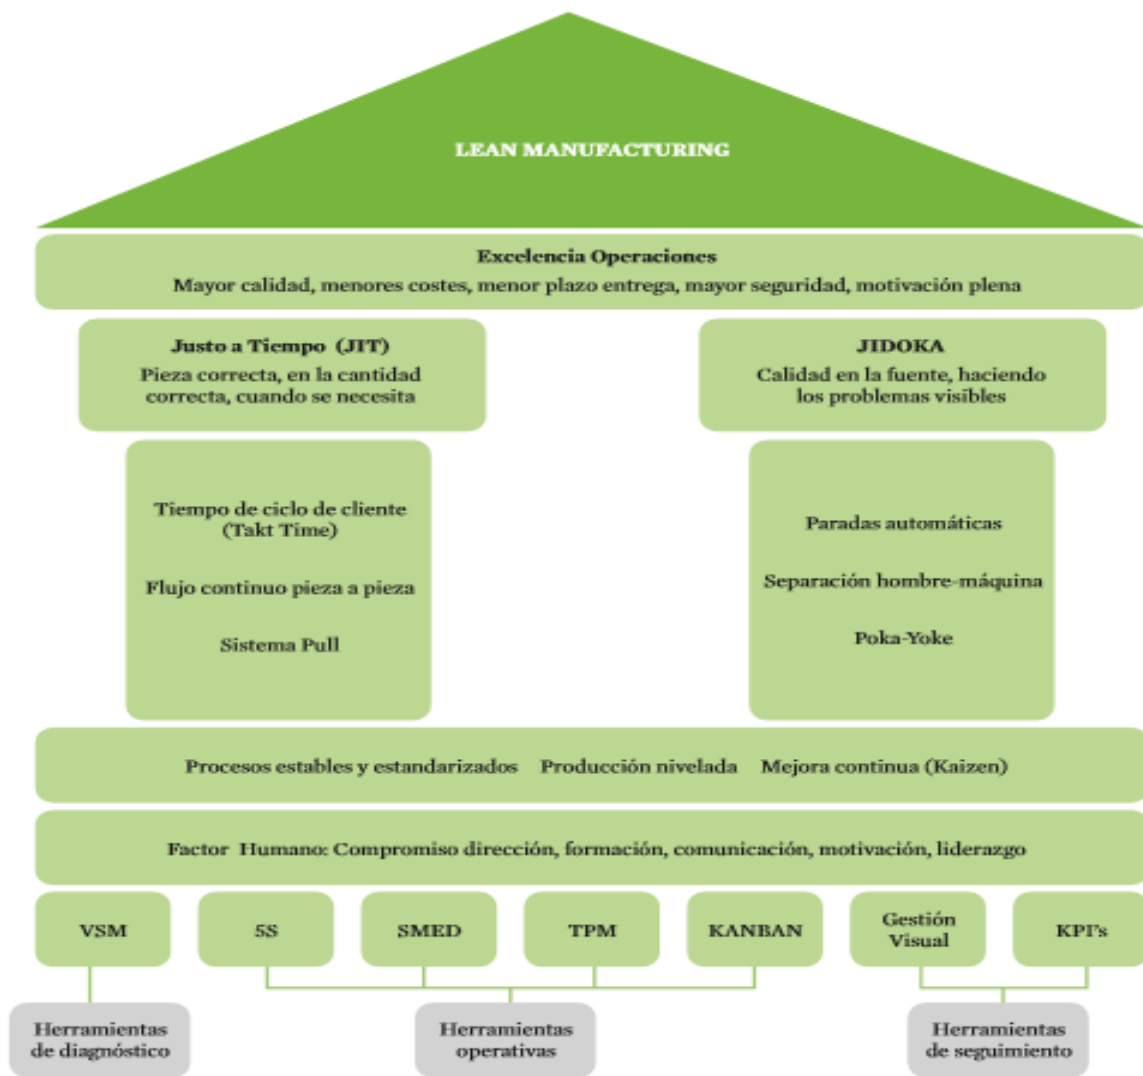 LEAN MANUFACTURING
Excelencia Operaciones
Mayor calidad, menores costes, menor plazo entrega, mayor seguridad, motivación plena
Justo a Tiempo (JIT)
Pieza correcta, en la cantidad
correcta, cuando se necesita
JIDOKA
Calidad en la fuente, haciendo
los problemas visibles
Tiempo de ciclo de cliente
(Takt Time)
Flujo continuo pieza a pieza
Sistema Pull
Paradas automáticas
Separación hombre-máquina
Poka-Yoke
Procesos estables y estandarizados Producción nivelada Mejora continua (Kaizen)
Factor Humano: Compromiso dirección, formación, comunicación, motivación, liderazgo
VSM
5S
SMED
TPM
KANBAN
Gestión
Visual
KPI's
Herramientas
de diagnóstico
Herramientas
operativas
Herramientas
de seguimiento